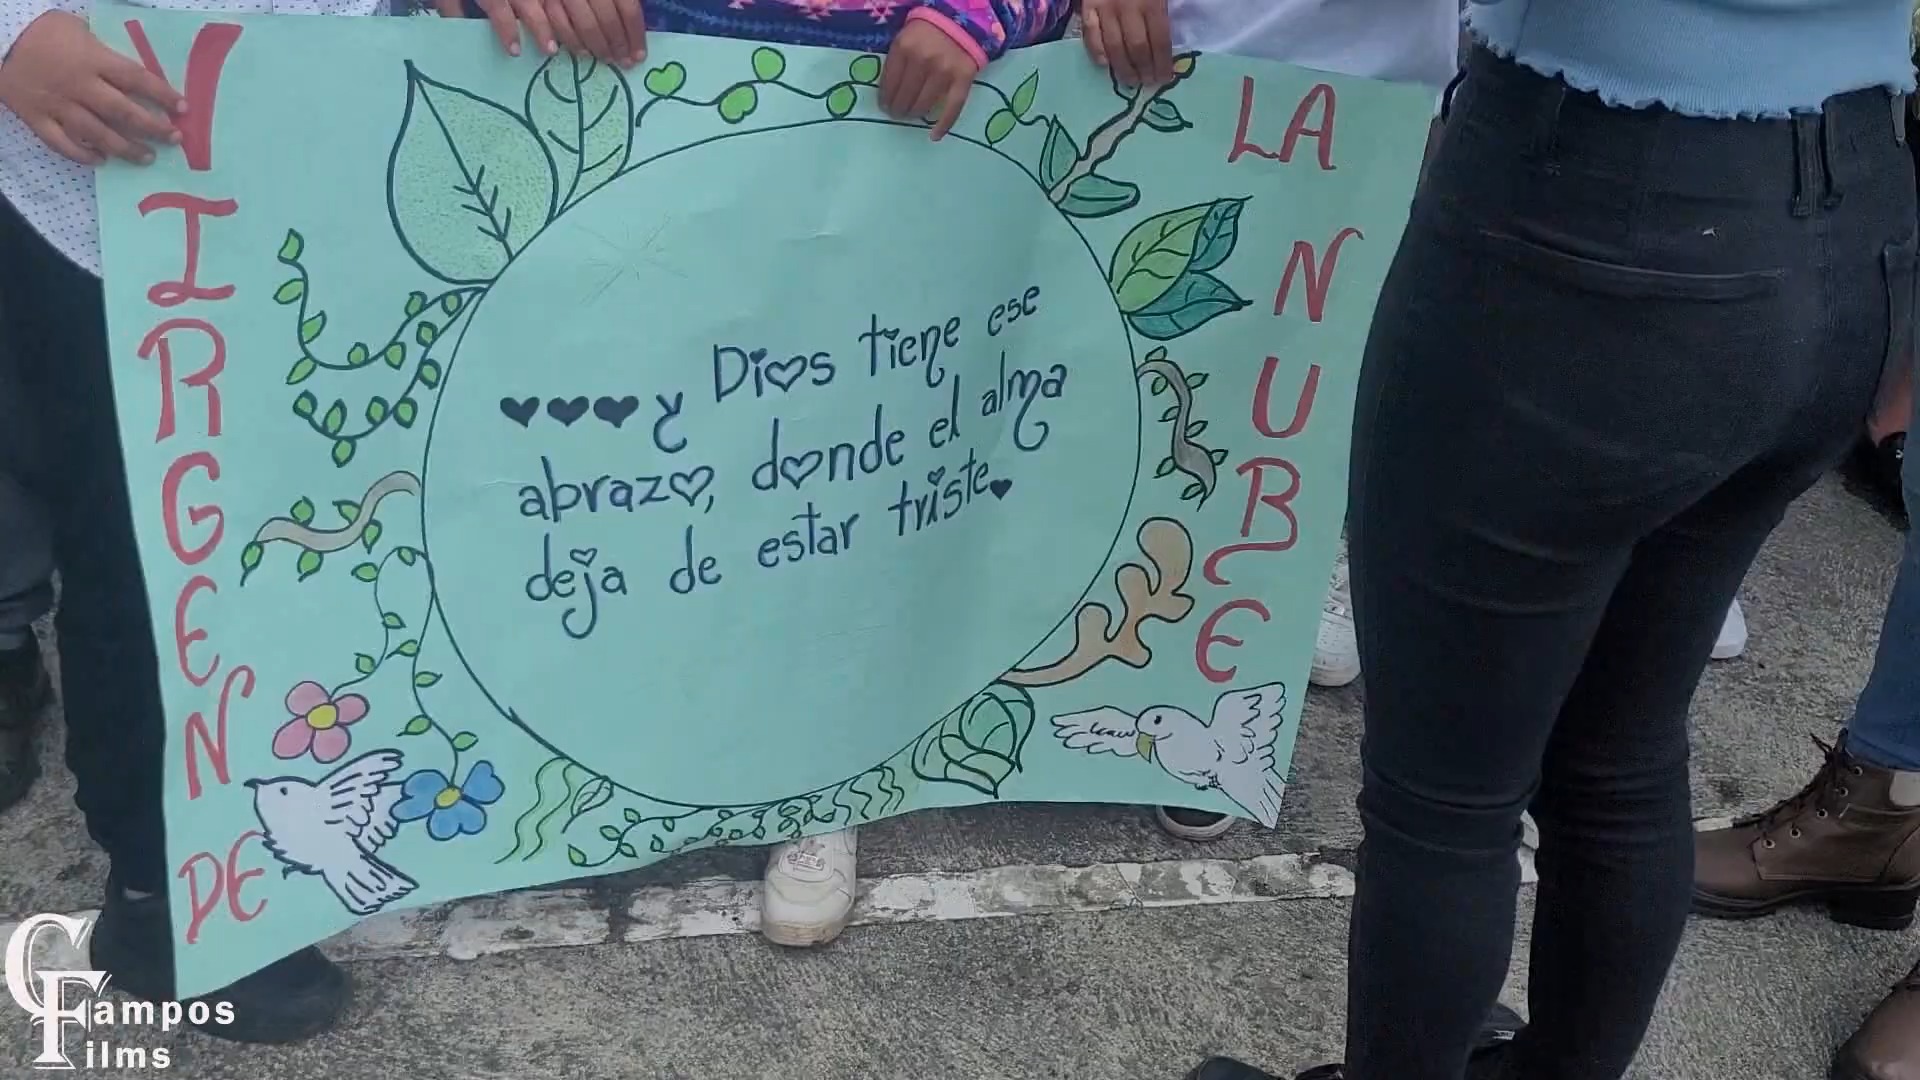 VIRGEN
DE
LA
NUBE
y Dios tiene ese
abrazo, donde el alma
deja de estar triste
Campos
Films